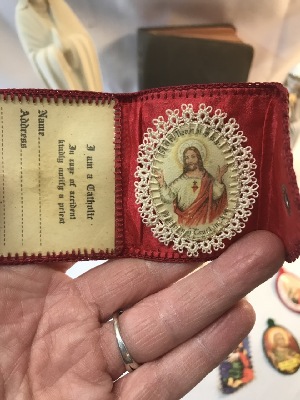 I am a Catholic
In case of accident
kindly notify a priest
Name
Address